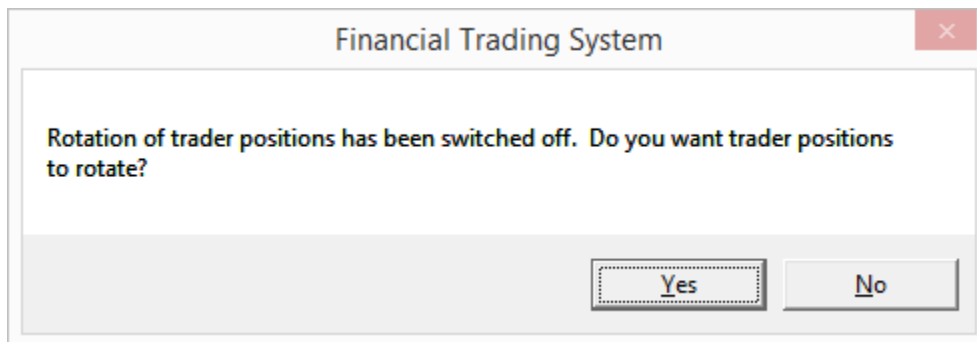 Financial Trading System
Rotation of trader positions has been switched off.  Do you want trader positions
to rotate?
Yes
No